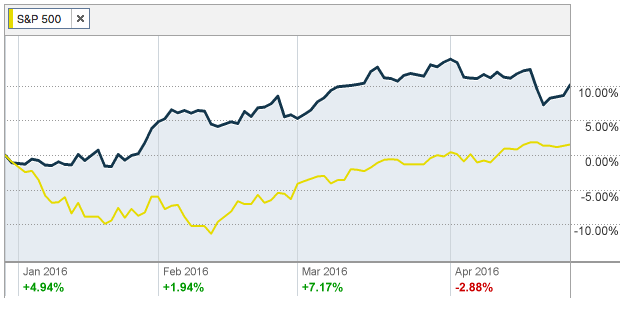 S&P 500 ×
10.00%
5.00%
0.00%
-5.00%
-10.00%
Jan 2016 Feb 2016 Mar 2016 Apr 2016
+4.94% +1.94% +7.17% -2.88%